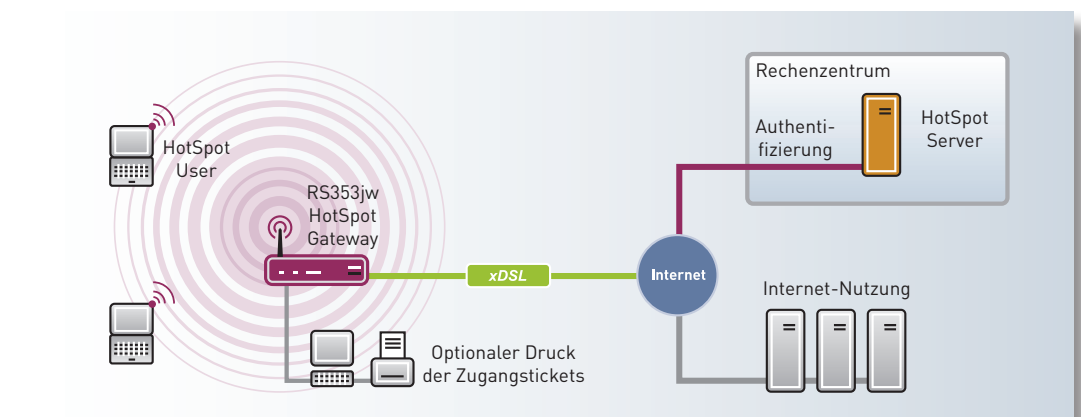 Rechenzentrum
Authenti-
fizierung
HotSpot
Server
HotSpot
User
RS353jw
HotSpot
Gateway
xDSL
Internet
Internet-Nutzung
Optionaler Druck
der Zugangstickets